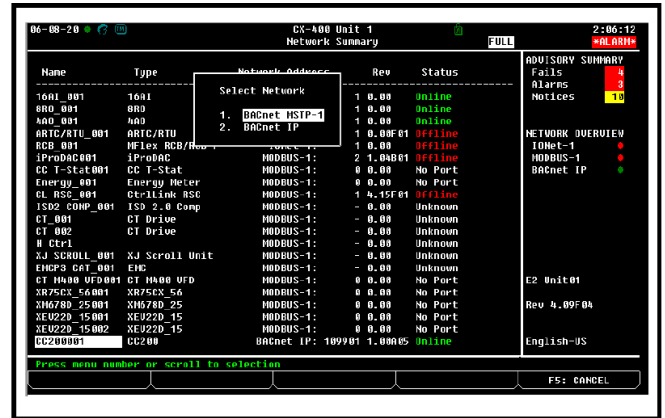 06-08-20 CX-400 Unit 1 2:06:12
Network Summary FULL *ALARM*
ADVISORY SUMMARY
Name Type Network Address Rev Status
Fails 4
Alarms 3
Notices 10
Select Network
1. BACnet MSTP-1
2. BACnet IP
16AI_001 16AI 1 0.00 Online
8RO_001 8RO 1 0.00 Online
4AO_001 4AO 1 0.00 Online
ARTC/RTU_001 ARTC/RTU 1 0.00F01 Offline
RCB_001 MFlex RCB/ 1 0.00 Offline
iProDAC001 iProDAC MODBUS-1: 2 1.04B01 Offline
CC T-Stat001 CC T-Stat MODBUS-1: 0 0.00 No Port
Energy_001 Energy Meter MODBUS-1: 0 0.00 No Port
CL RSC_001 CtrlLink RSC MODBUS-1: 1 4.15F01 Offline
ISD2 COMP_001 ISD 2.0 Comp MODBUS-1: - 0.00 Unknown
CT_001 CT Drive MODBUS-1: - 0.00 Unknown
CT 002 CT Drive MODBUS-1: - 0.00 Unknown
H Ctrl MODBUS-1: - 0.00 Unknown
XJ SCROLL_001 XJ Scroll Unit MODBUS-1: - 0.00 Unknown
EMCP3 CAT_001 EMC MODBUS-1: - 0.00 Unknown
CT M400 VFD001 CT M400 VFD MODBUS-1: 0 0.00 No Port
XR75CX_56001 XR75CX_56 MODBUS-1: 0 0.00 No Port
XM678D_25001 XM678D_25 MODBUS-1: 0 0.00 No Port
XEV22D_15001 XEV22D_15 MODBUS-1: 0 0.00 No Port
XEV22D_15002 XEV22D_15 MODBUS-1: 0 0.00 No Port
CC200001 CC200 BACnet IP: 109901 1.00A05 Online
NETWORK OVERVIEW
IONet-1
MODBUS-1
BACnet IP
E2 Unit01
Rev 4.09F04
English-US
Press menu number or scroll to selection
F5: CANCEL